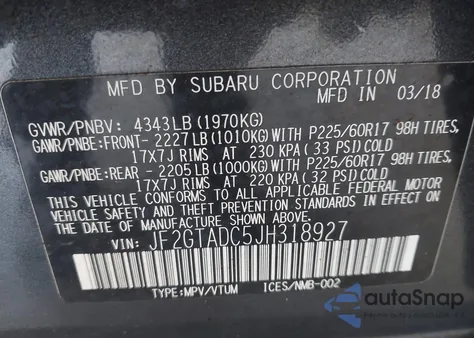 MFD BY SUBARU CORPORATION
03/18
GVWR/PNBV: 4343LB (1970KG)
GAWR/PNBE:FRONT- 2227 LB (1010KG) WITH P225/60R17 98H TIRES,
17X7J RIMS AT 230 KPA (33 PSI) COLD
GAWR/PNBE:REAR - 2205 LB (1000KG) WITH P225/60R17 98H TIRES,
17X7J RIMS AT 220 KPA (32 PSI) COLD
THIS VEHICLE CONFORMS TO ALL APPLICABLE FEDERAL MOTOR
VEHICLE SAFETY AND BUMPER STANDARDS IN EFFECT ON THE
DATE OF MANUFACTURE SHOWN ABOVE.
VIN: JF2GTADC5JH318927
TYPE:MPV/VTUM ICES/NMB-002
autoSnap
by carfast express